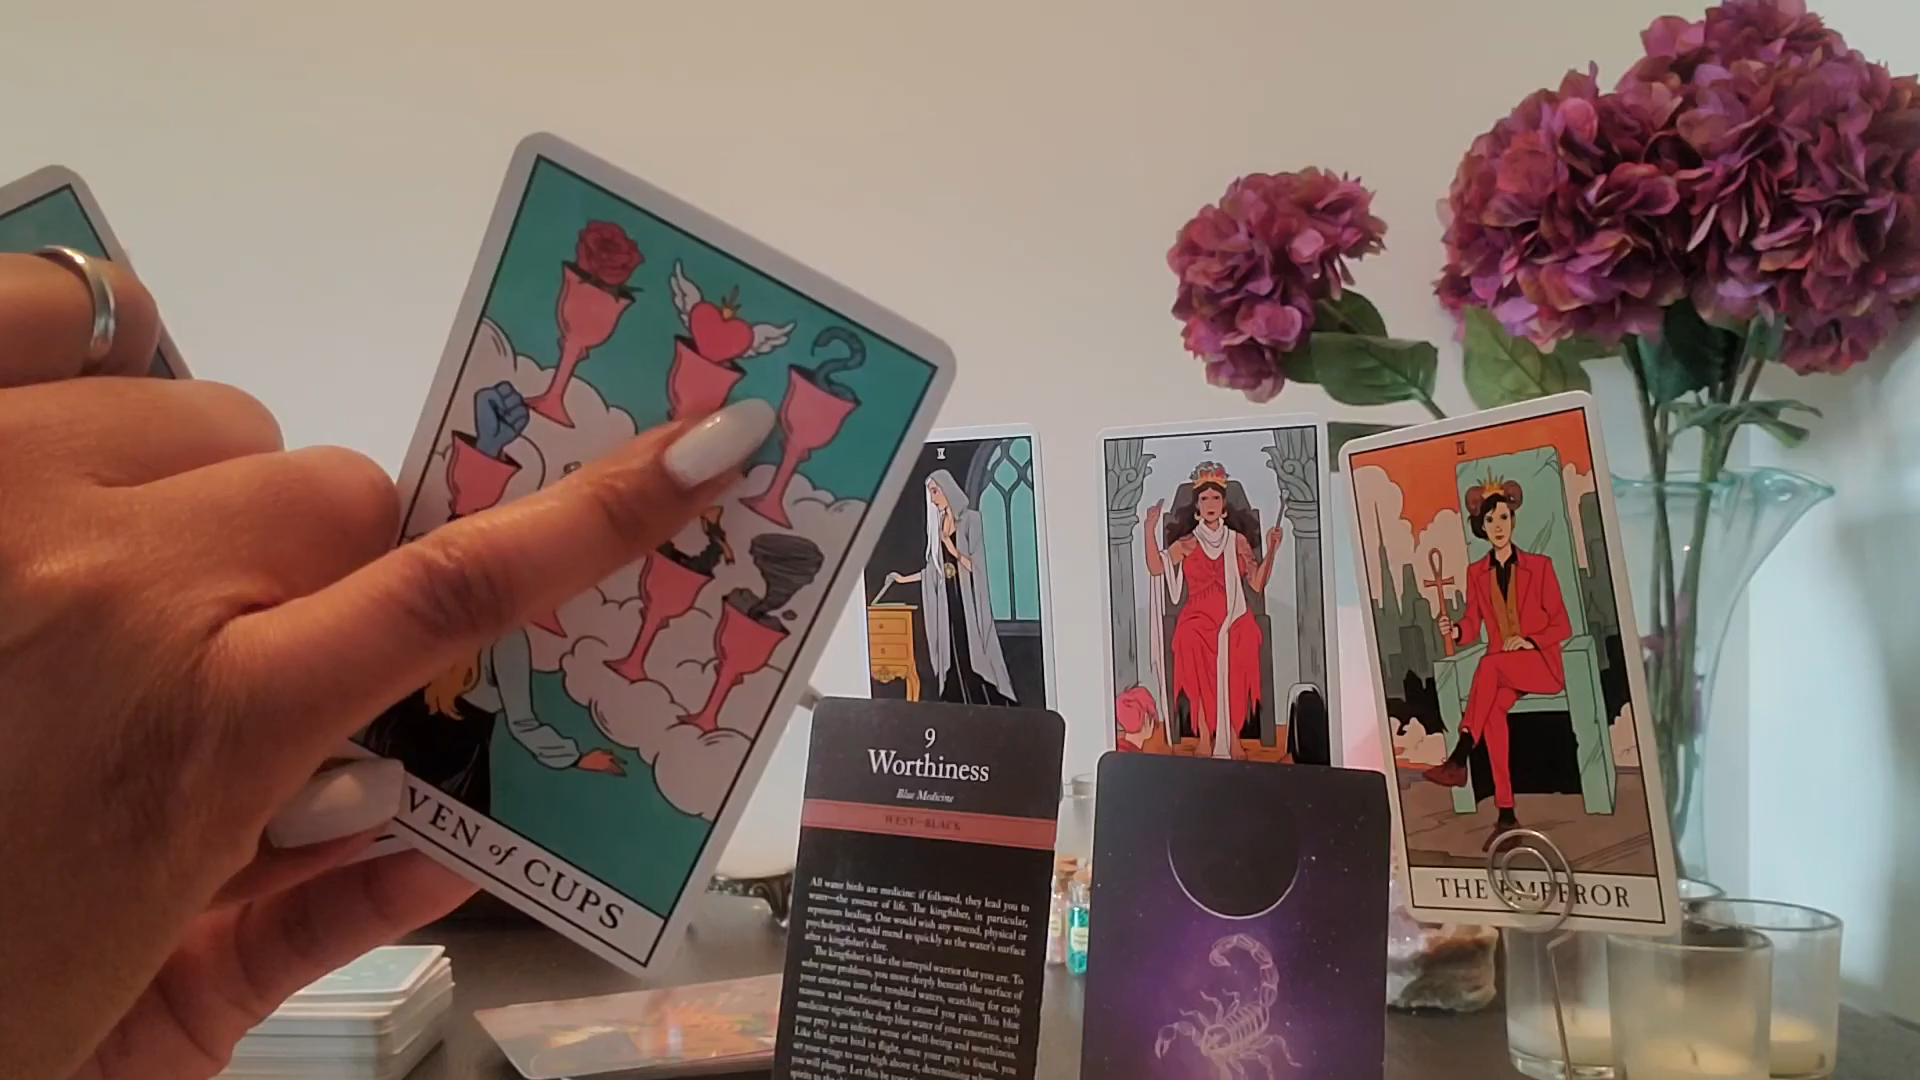 VEN of CUPS
IX
V
IV
THE EMPEROR
9
Worthiness
Blue Medicine
WEST—BLACK
All water birds are medicine: if followed, they lead you to
water—the essence of life. The kingfisher, in particular,
represents healing. One would wish any wound, physical or
psychological, would mend as quickly as the water's surface
after a kingfisher's dive.
The kingfisher is like the intrepid warrior that you are. To
solve your problems, you move deeply beneath the surface of
your emotions into the troubled waters, searching for early
reasons and conditioning that caused you pain. This blue
medicine signifies the deep blue water of your emotions, and
your prey is an inferior sense of well-being and worthiness.
Like this great bird in flight, once your prey is found, you
set your wings to soar high above it, determining
you will plunge. Let this be
spirits to the